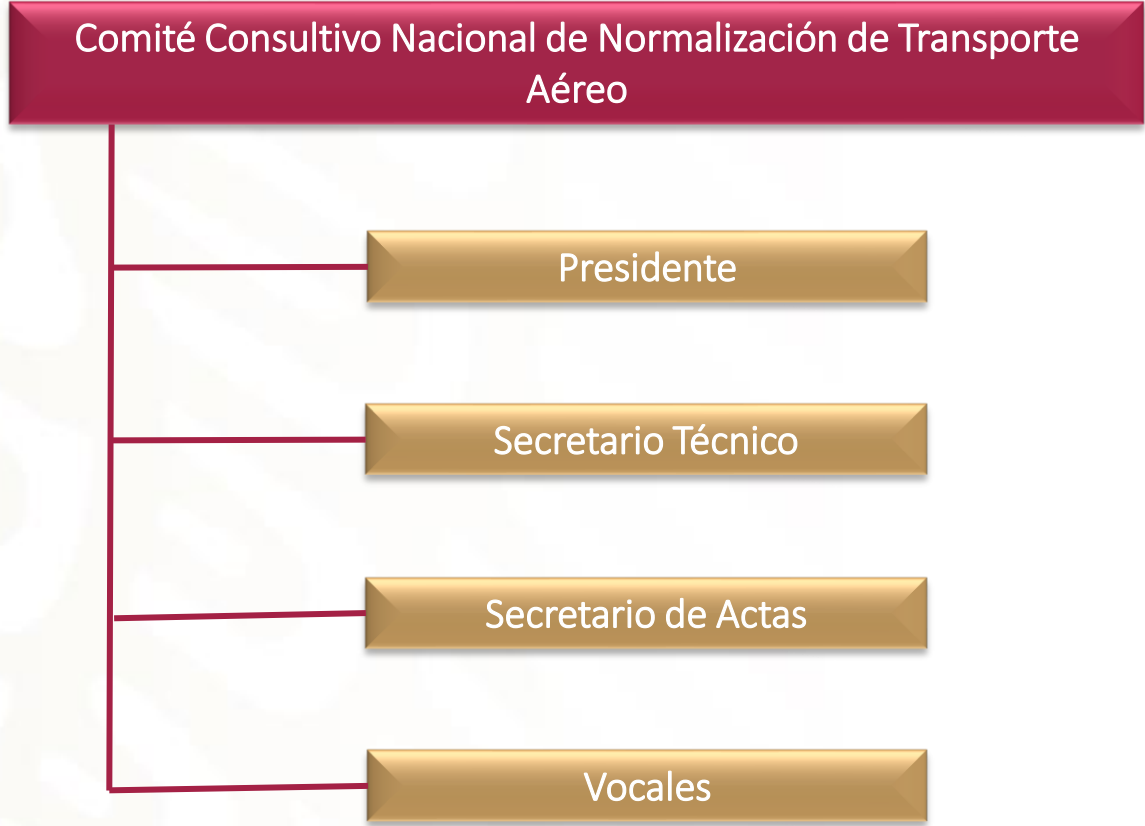 Comité Consultivo Nacional de Normalización de Transporte
Aéreo
Presidente
Secretario Técnico
Secretario de Actas
Vocales